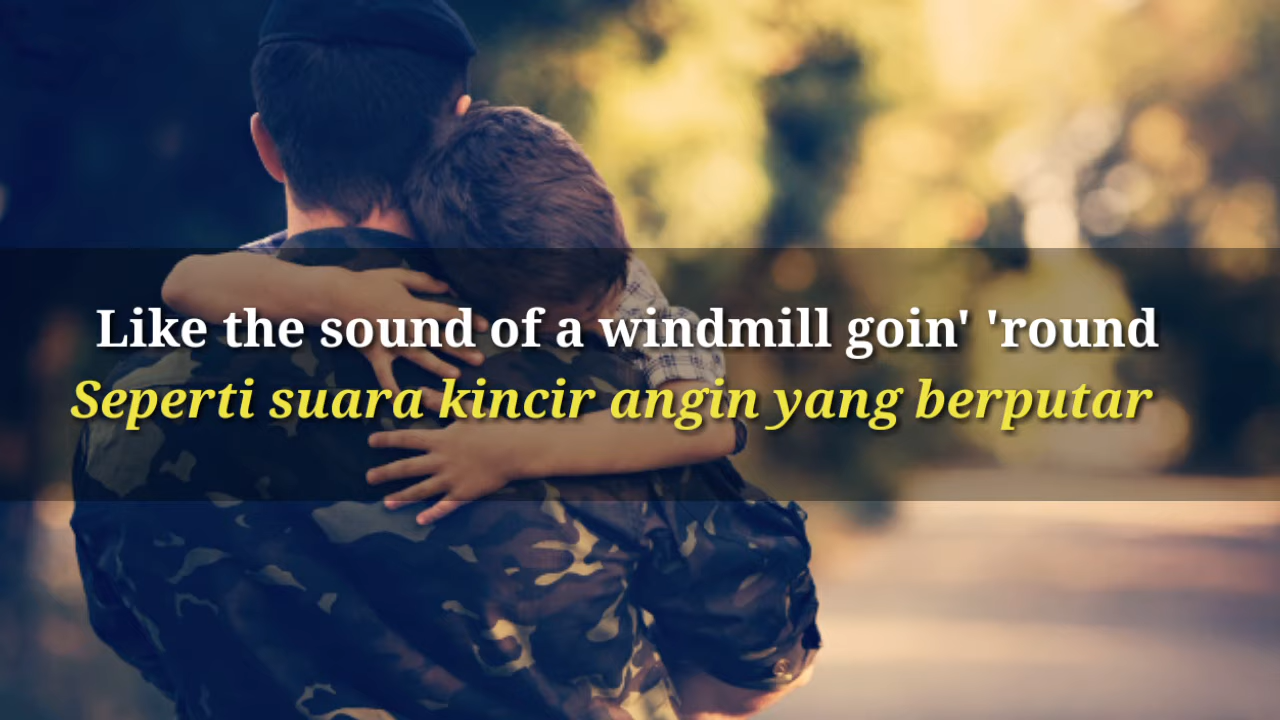 Like the sound of a windmill goin' 'round
Seperti suara kincir angin yang berputar